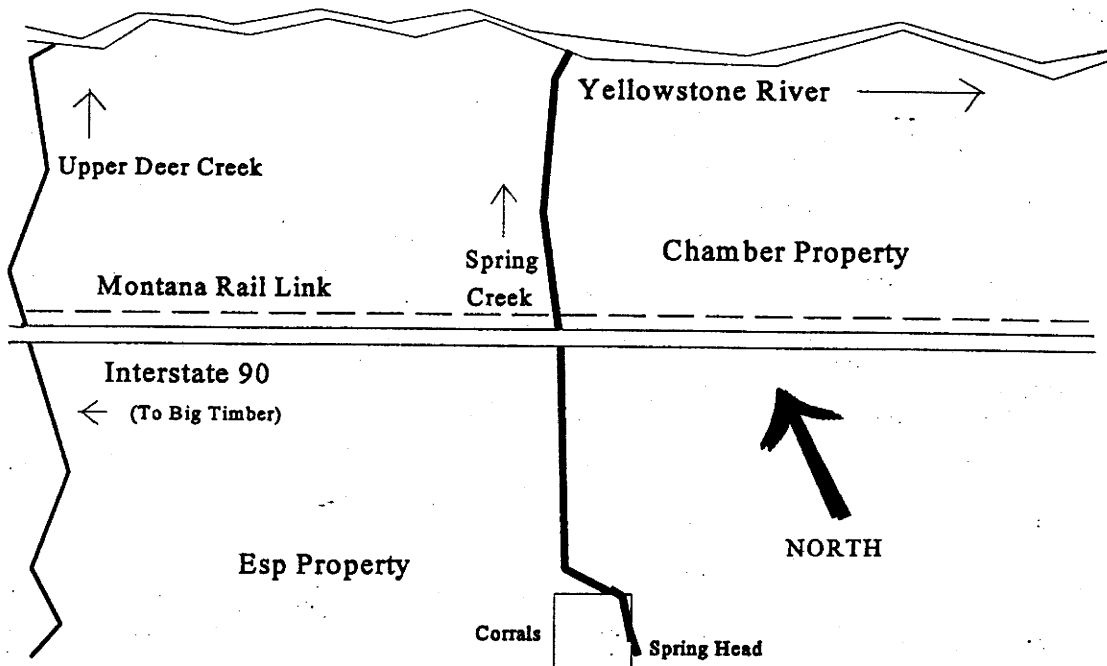 Yellowstone River
Upper Deer Creek
Spring
Creek
Chamber Property
Montana Rail Link
Interstate 90
(To Big Timber)
NORTH
Esp Property
Corrals
Spring Head